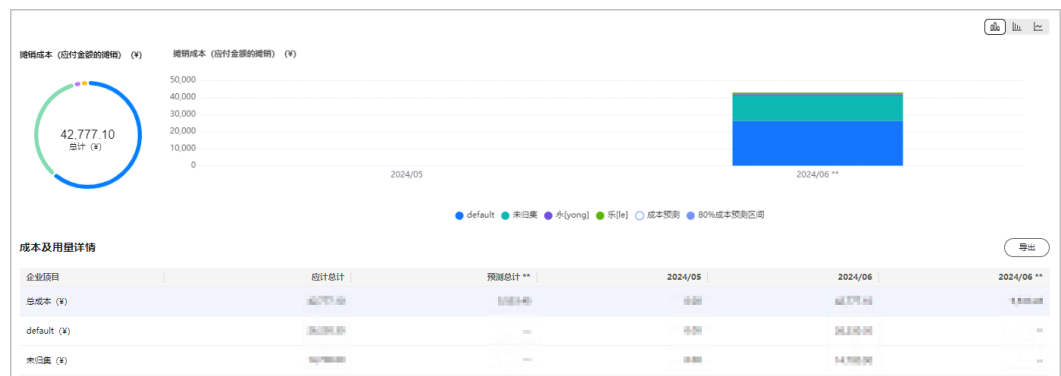 摊销成本（应付金额的摊销） (¥)
摊销成本（应付金额的摊销） (¥)
42,777.10
总计 (¥)
50,000
40,000
30,000
20,000
10,000
0
2024/05
2024/06 **
default 未归集 永[yong] 乐[le] 成本预测 80%成本预测区间
成本及用量详情
导出
企业项目 应计总计 预测总计 ** 2024/05 2024/06 2024/06 **
总成本 (¥)
default (¥)
未归集 (¥)